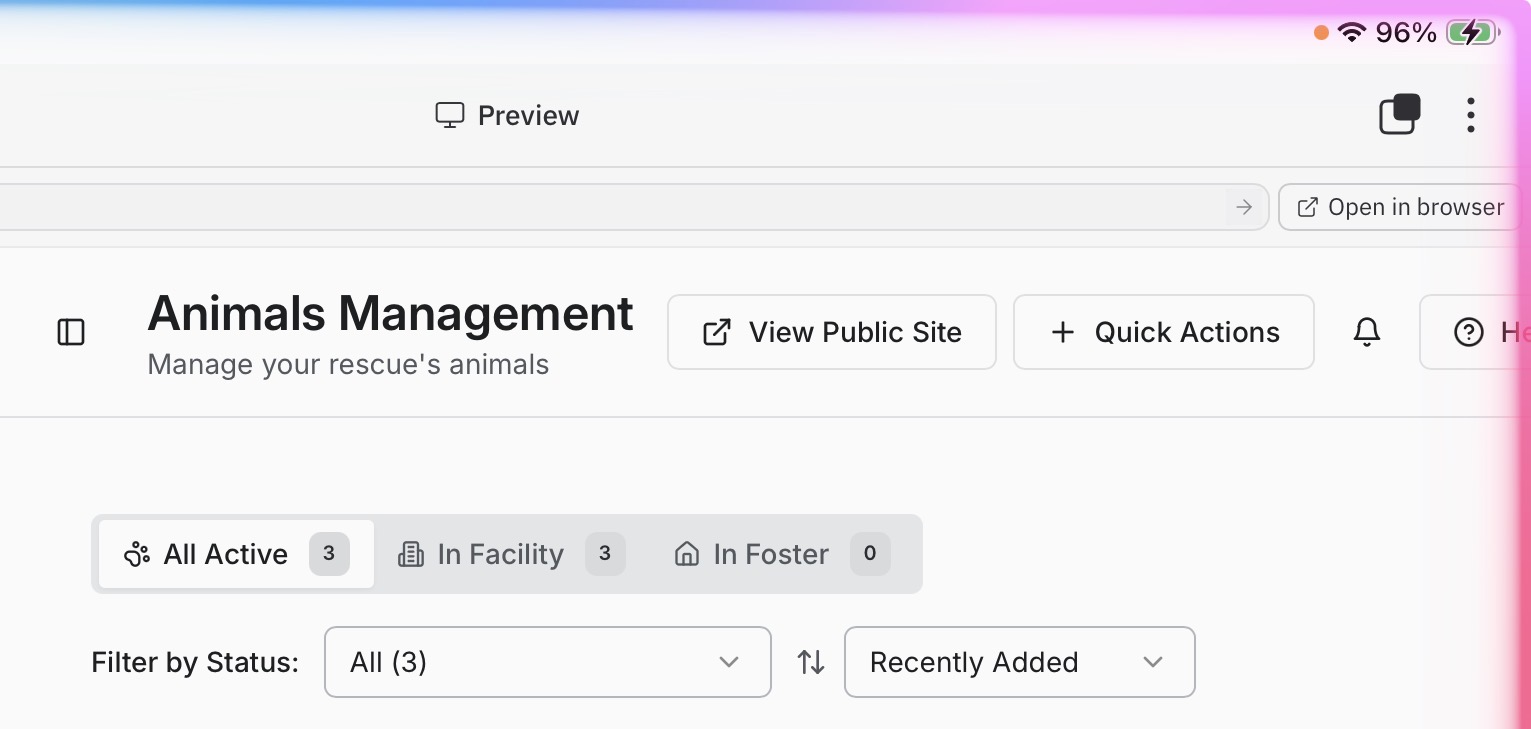 96%
Preview
Open in browser
Animals Management
View Public Site
Quick Actions
Manage your rescue's animals
All Active 3
In Facility 3
In Foster 0
Filter by Status: All (3)
Recently Added